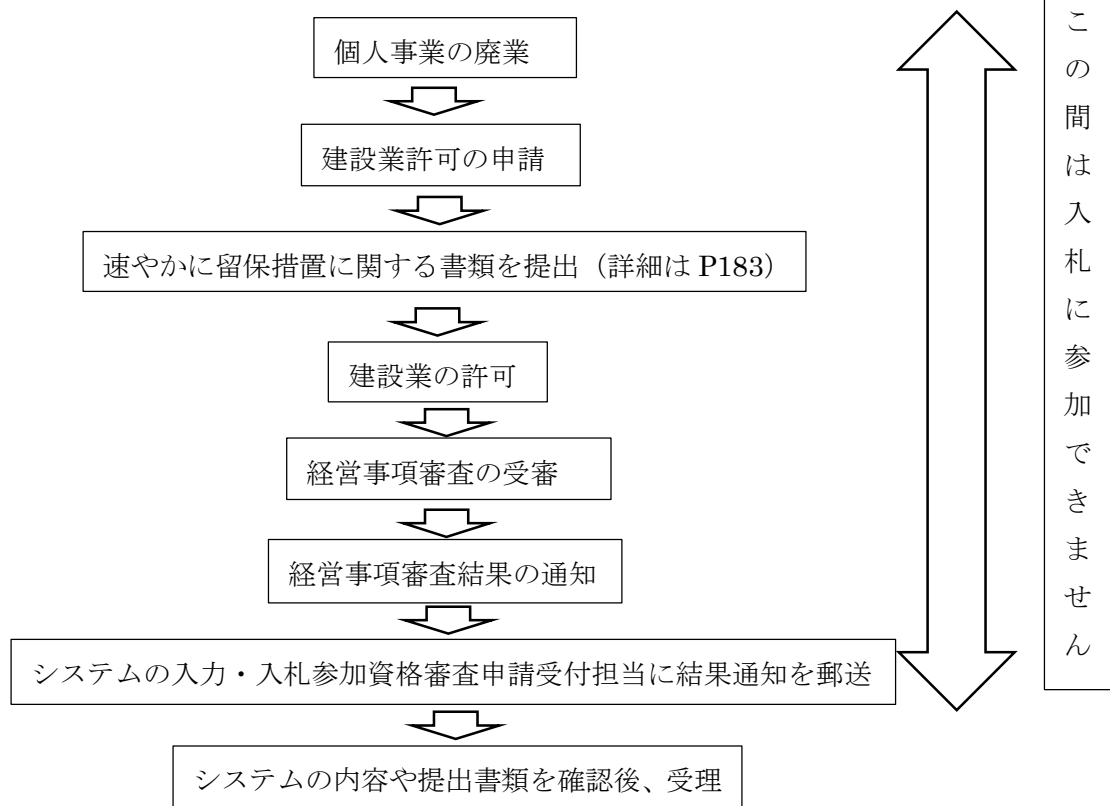 個人事業の廃業
建設業許可の申請
速やかに留保措置に関する書類を提出（詳細は P183）
建設業の許可
経営事項審査の受審
経営事項審査結果の通知
システムの入力・入札参加資格審査申請受付担当に結果通知を郵送
システムの内容や提出書類を確認後、受理
この間は入札に参加できません